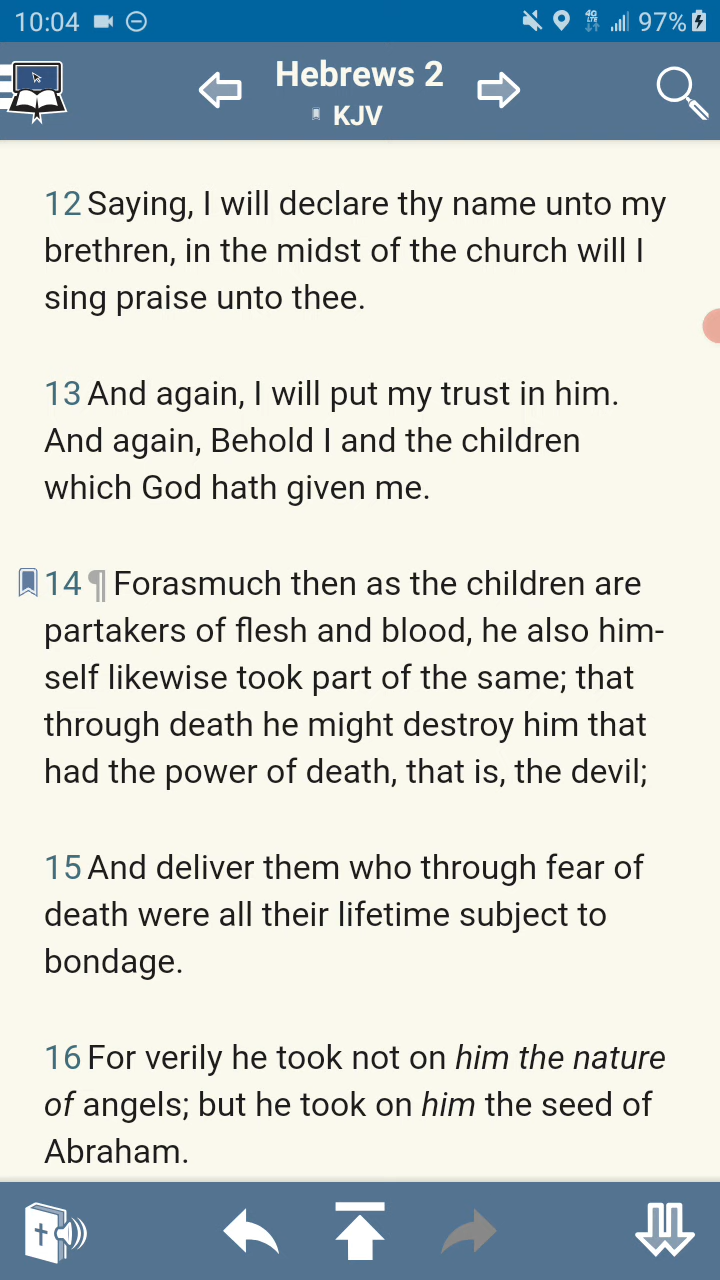 10:04
4G LTE
97%
Hebrews 2
KJV
12 Saying, I will declare thy name unto my
brethren, in the midst of the church will I
sing praise unto thee.
13 And again, I will put my trust in him.
And again, Behold I and the children
which God hath given me.
14 ¶ Forasmuch then as the children are
partakers of flesh and blood, he also him-
self likewise took part of the same; that
through death he might destroy him that
had the power of death, that is, the devil;
15 And deliver them who through fear of
death were all their lifetime subject to
bondage.
16 For verily he took not on him the nature
of angels; but he took on him the seed of
Abraham.